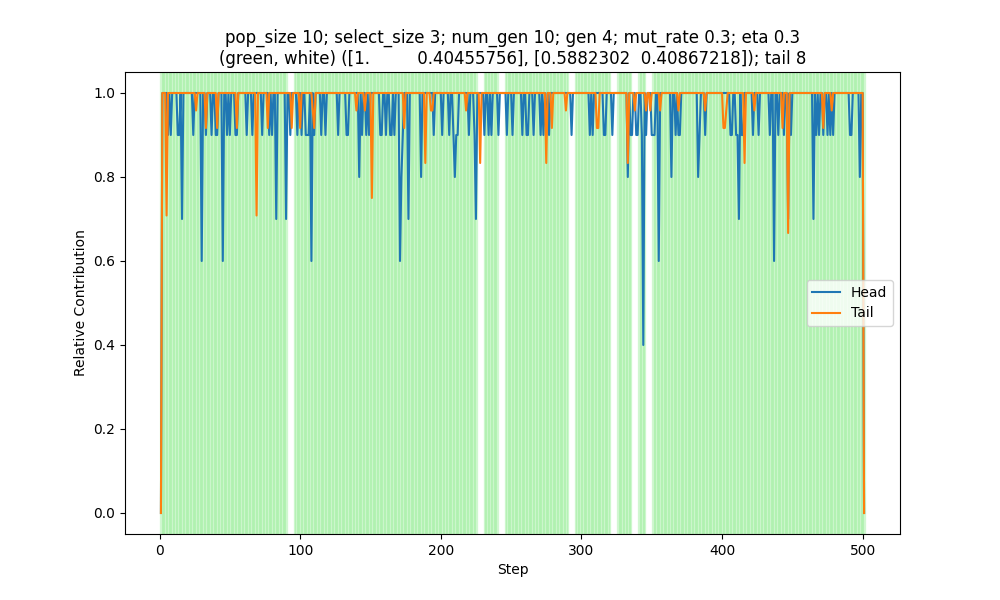 pop_size 10; select_size 3; num_gen 10; gen 4; mut_rate 0.3; eta 0.3
(green, white) ([1.         0.40455756], [0.5882302  0.40867218]); tail 8
Relative Contribution
1.0
0.8
0.6
0.4
0.2
0.0
Head
Tail
0 100 200 300 400 500
Step